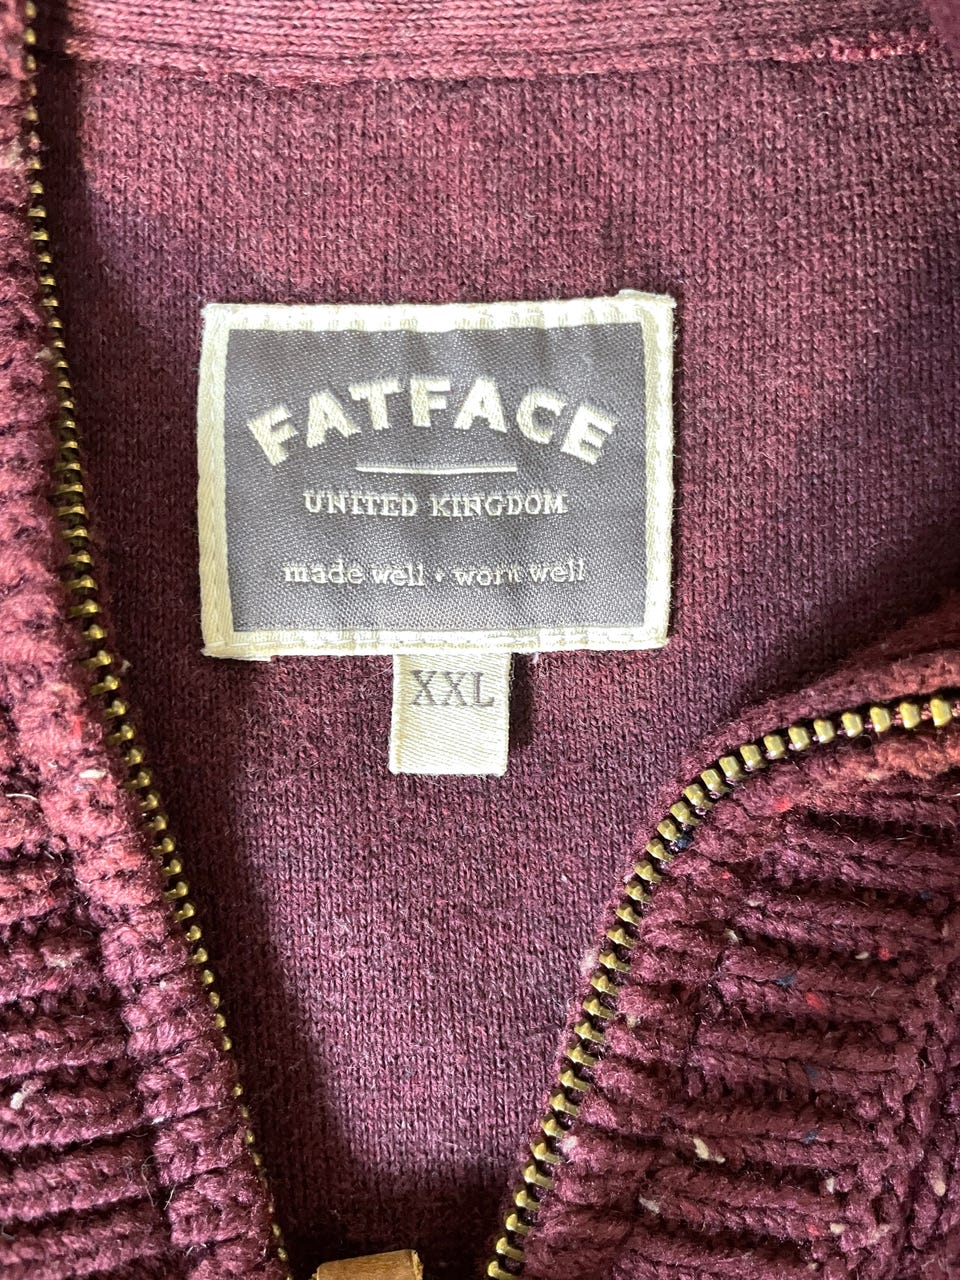 FATFACE
UNITED KINGDOM
made well • worn well
XXL